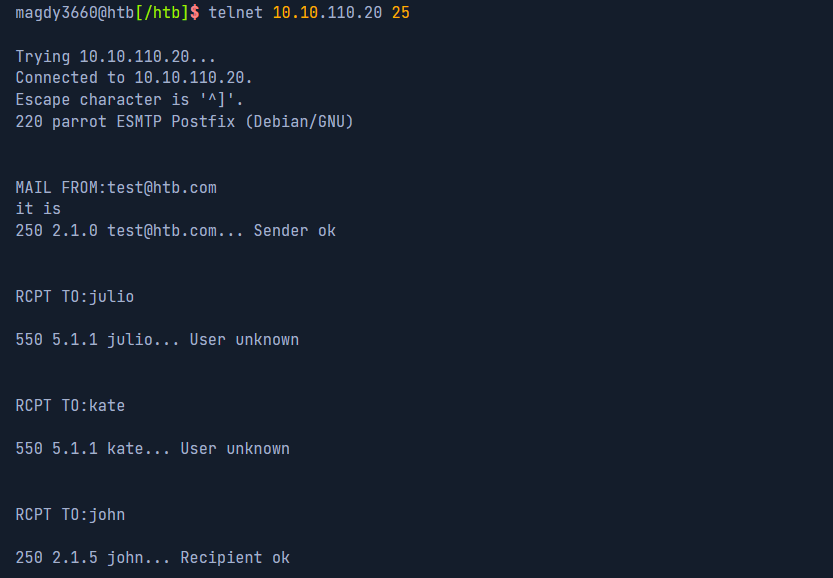 magdy3660@htb[/htb]$ telnet 10.10.110.20 25
Trying 10.10.110.20...
Connected to 10.10.110.20.
Escape character is '^]'.
220 parrot ESMTP Postfix (Debian/GNU)
MAIL FROM:test@htb.com
it is
250 2.1.0 test@htb.com... Sender ok
RCPT TO:julio
550 5.1.1 julio... User unknown
RCPT TO:kate
550 5.1.1 kate... User unknown
RCPT TO:john
250 2.1.5 john... Recipient ok